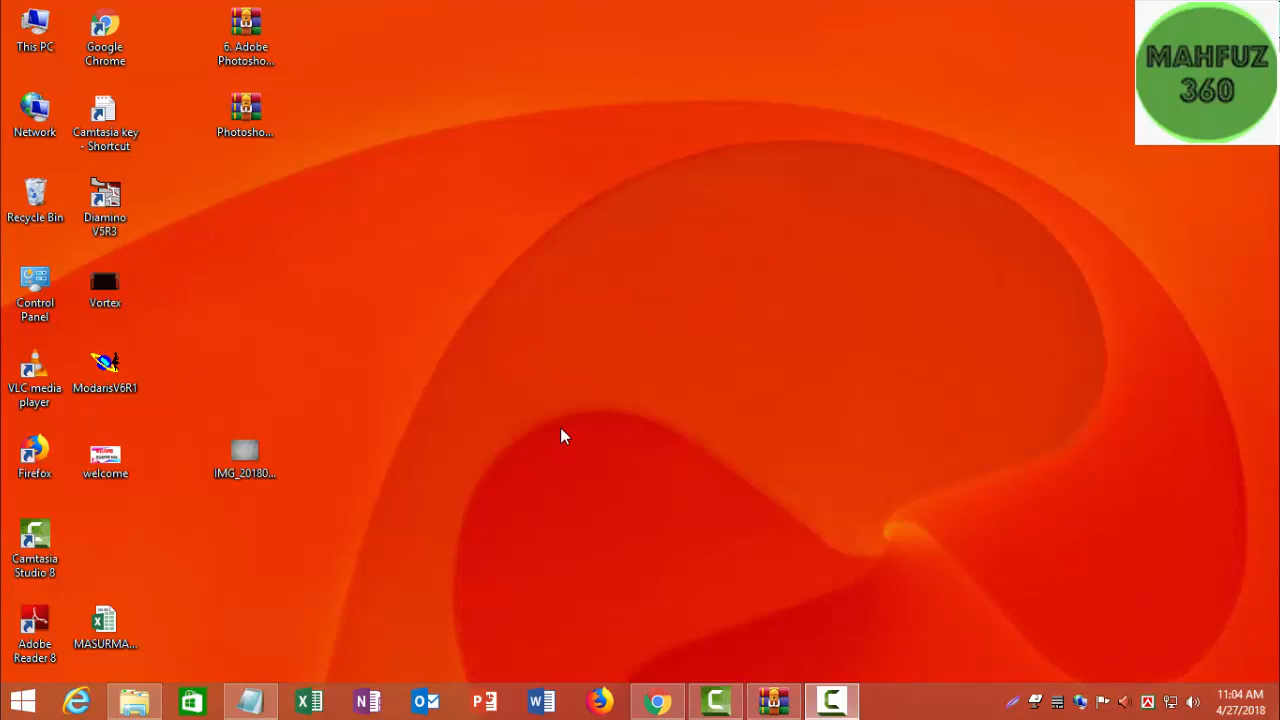 This PC
Google
Chrome
6. Adobe
Photosho...
Network
Camtasia key
- Shortcut
Photosho...
Recycle Bin
Diamino
V5R3
Control
Panel
Vortex
VLC media
player
ModarisV6R1
Firefox
welcome
IMG_20180...
Camtasia
Studio 8
Adobe
Reader 8
MASURMA...
MAHFUZ
360
11:04 AM
4/27/2018